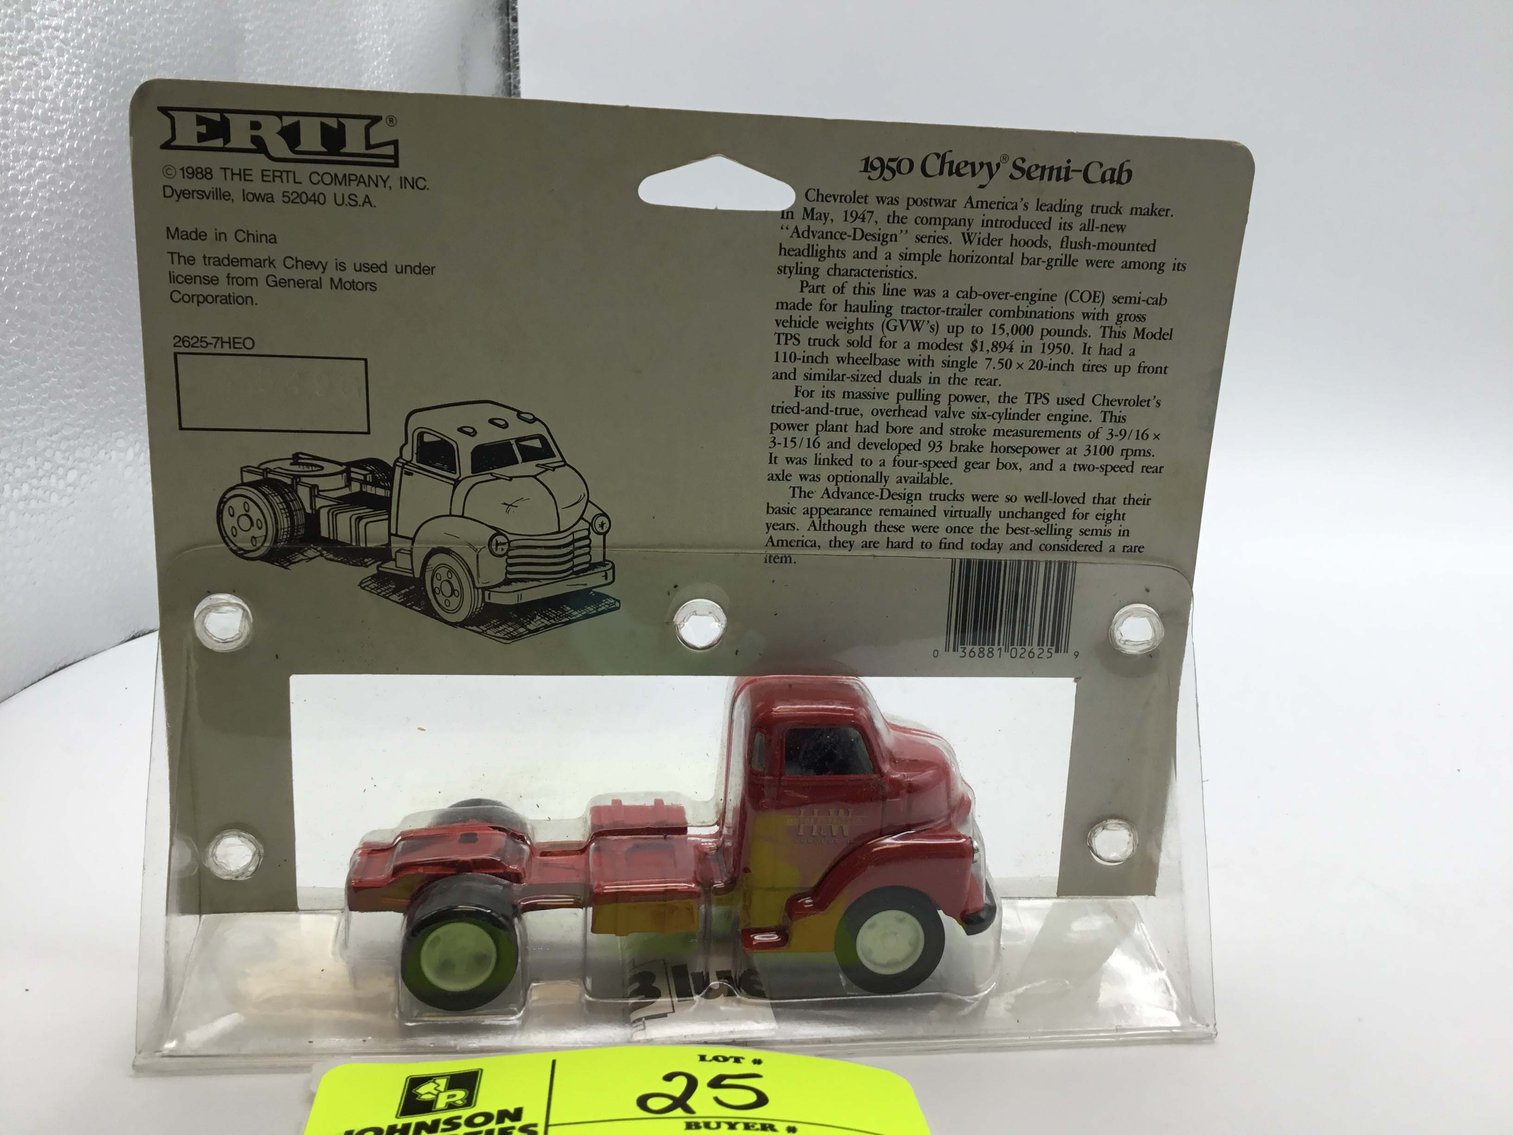 ERTL®
©1988 THE ERTL COMPANY, INC.
Dyersville, Iowa 52040 U.S.A.
Made in China
The trademark Chevy is used under
license from General Motors
Corporation.
2625-7HEO
1950 Chevy® Semi-Cab
Chevrolet was postwar America's leading truck maker.
In May, 1947, the company introduced its all-new
"Advance-Design" series. Wider hoods, flush-mounted
headlights and a simple horizontal bar-grille were among its
styling characteristics.
Part of this line was a cab-over-engine (COE) semi-cab
made for hauling tractor-trailer combinations with gross
vehicle weights (GVW's) up to 15,000 pounds. This Model
TPS truck sold for a modest $1,894 in 1950. It had a
110-inch wheelbase with single 7.50 × 20-inch tires up front
and similar-sized duals in the rear.
For its massive pulling power, the TPS used Chevrolet's
tried-and-true, overhead valve six-cylinder engine. This
power plant had bore and stroke measurements of 3-9/16 ×
3-15/16 and developed 93 brake horsepower at 3100 rpms.
It was linked to a four-speed gear box, and a two-speed rear
axle was optionally available.
The Advance-Design trucks were so well-loved that their
basic appearance remained virtually unchanged for eight
years. Although these were once the best-selling semis in
America, they are hard to find today and considered a rare
item.
0 36881 02625 9
H.W
Blue
LOT #
25
JOHNSON
BUYER #